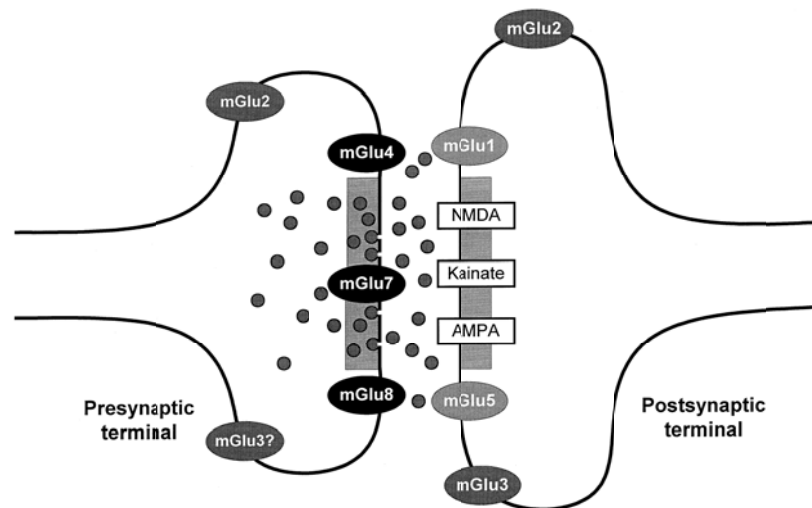 mGlu2
mGlu2
mGlu4
mGlu1
NMDA
mGlu7
Kainate
AMPA
mGlu8
mGlu5
Presynaptic
terminal
Postsynaptic
terminal
mGlu3?
mGlu3